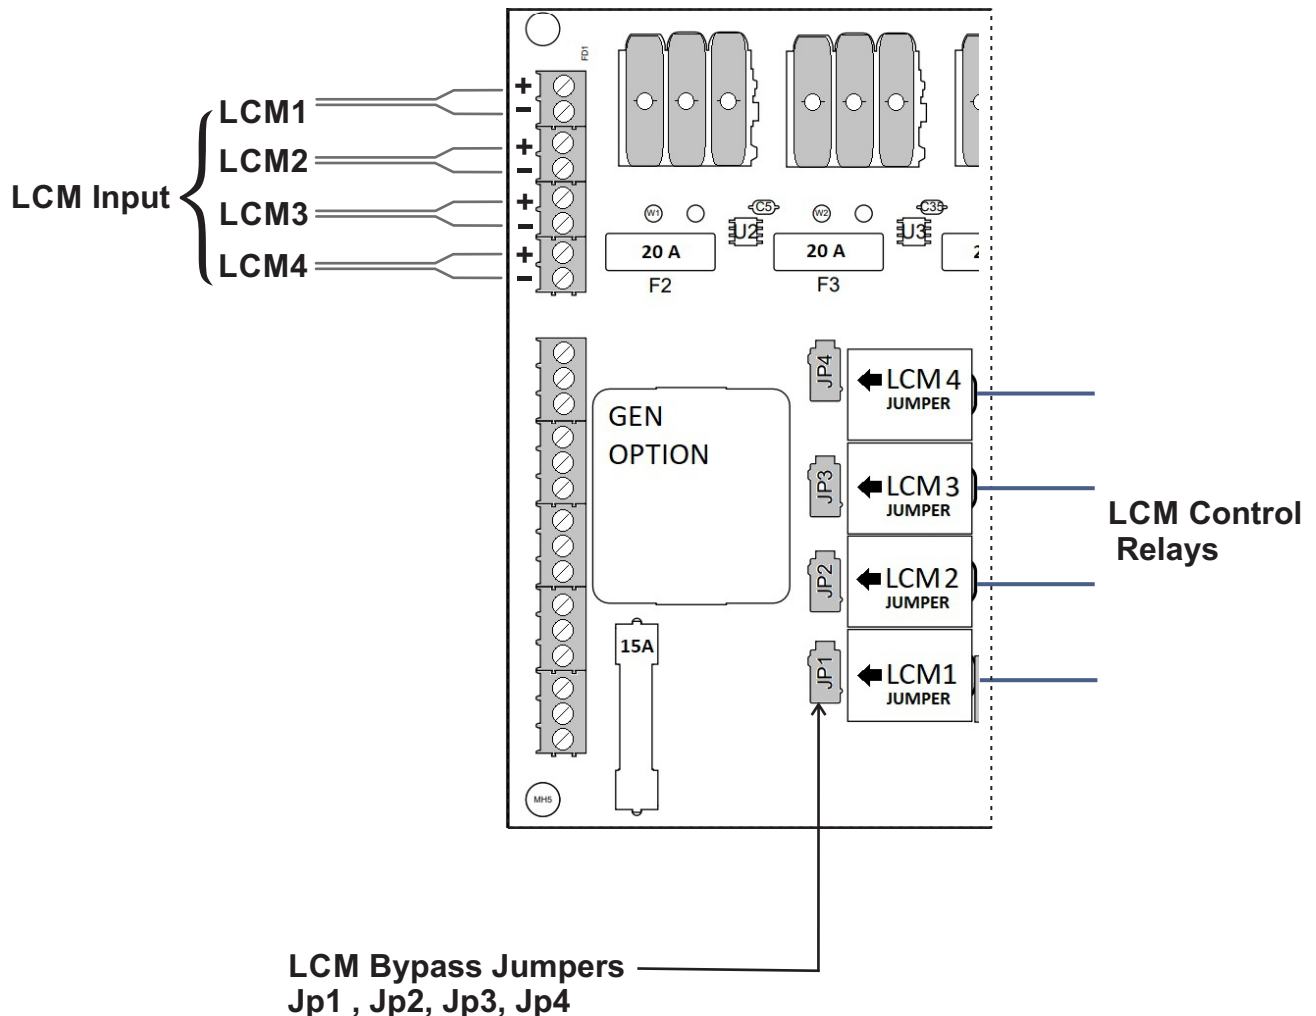 FD1
LCM Input
LCM1
+
-
LCM2
+
-
LCM3
+
-
LCM4
+
-
W1
C5
U2
W2
C35
U3
20 A
F2
20 A
F3
2
GEN
OPTION
JP4
LCM 4
JUMPER
JP3
LCM 3
JUMPER
JP2
LCM 2
JUMPER
JP1
LCM1
JUMPER
LCM Control
Relays
15A
MH5
LCM Bypass Jumpers
Jp1 , Jp2, Jp3, Jp4